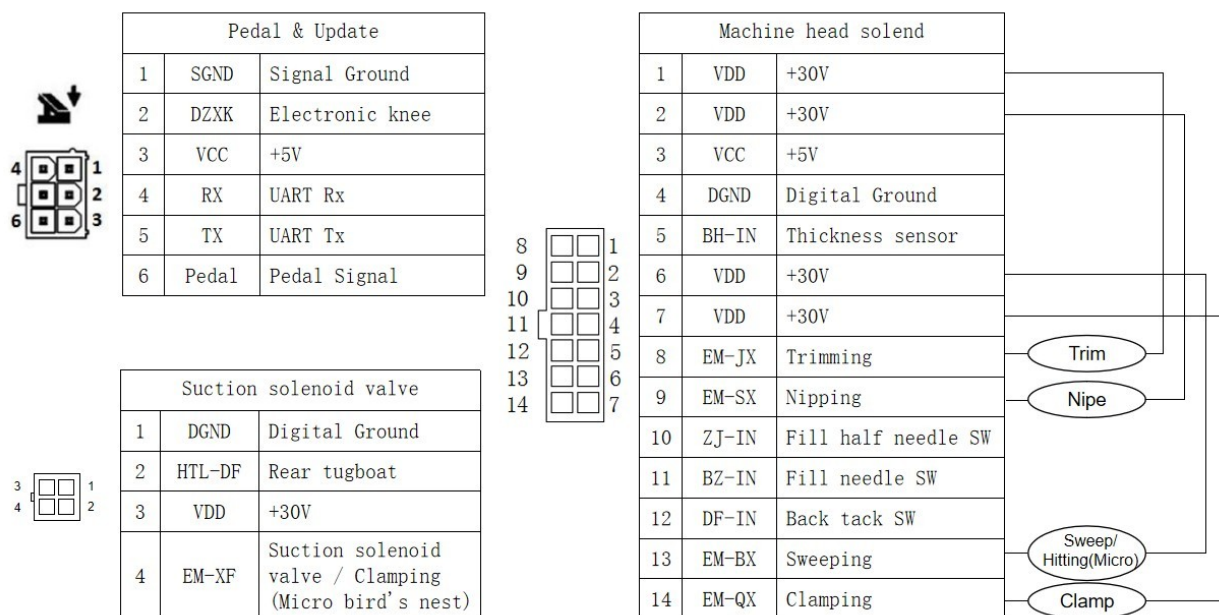 Pedal & Update
1 SGND Signal Ground
2 DZXK Electronic knee
3 VCC +5V
4 RX UART Rx
5 TX UART Tx
6 Pedal Pedal Signal
4 1
2
6 3
Suction solenoid valve
1 DGND Digital Ground
2 HTL-DF Rear tugboat
3 VDD +30V
4 EM-XF Suction solenoid
valve / Clamping
(Micro bird's nest)
3 1
4 2
8 1
9 2
10 3
11 4
12 5
13 6
14 7
Machine head solend
1 VDD +30V
2 VDD +30V
3 VCC +5V
4 DGND Digital Ground
5 BH-IN Thickness sensor
6 VDD +30V
7 VDD +30V
8 EM-JX Trimming
9 EM-SX Nipping
10 ZJ-IN Fill half needle SW
11 BZ-IN Fill needle SW
12 DF-IN Back tack SW
13 EM-BX Sweeping
14 EM-QX Clamping
Trim
Nipe
Sweep/
Hitting(Micro)
Clamp